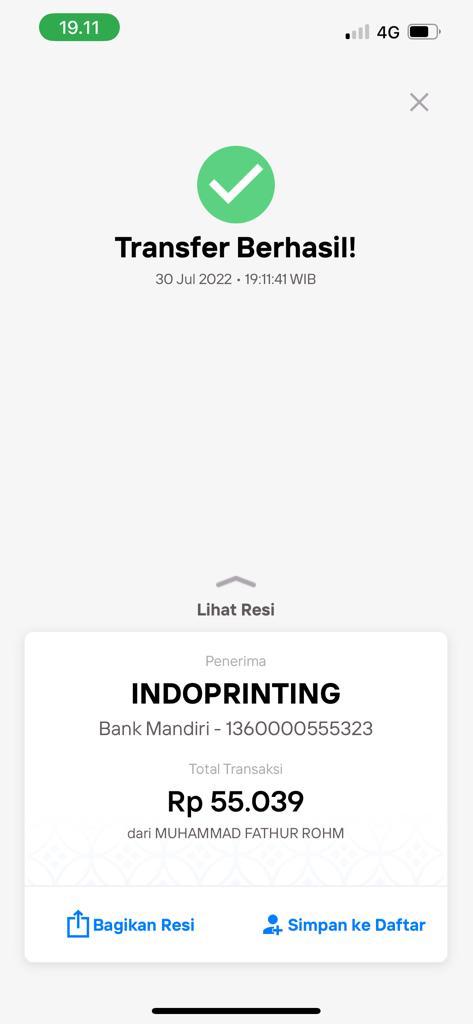 19.11
4G
Transfer Berhasil!
30 Jul 2022 • 19:11:41 WIB
Lihat Resi
Penerima
INDOPRINTING
Bank Mandiri - 1360000555323
Total Transaksi
Rp 55.039
dari MUHAMMAD FATHUR ROHM
Bagikan Resi
Simpan ke Daftar